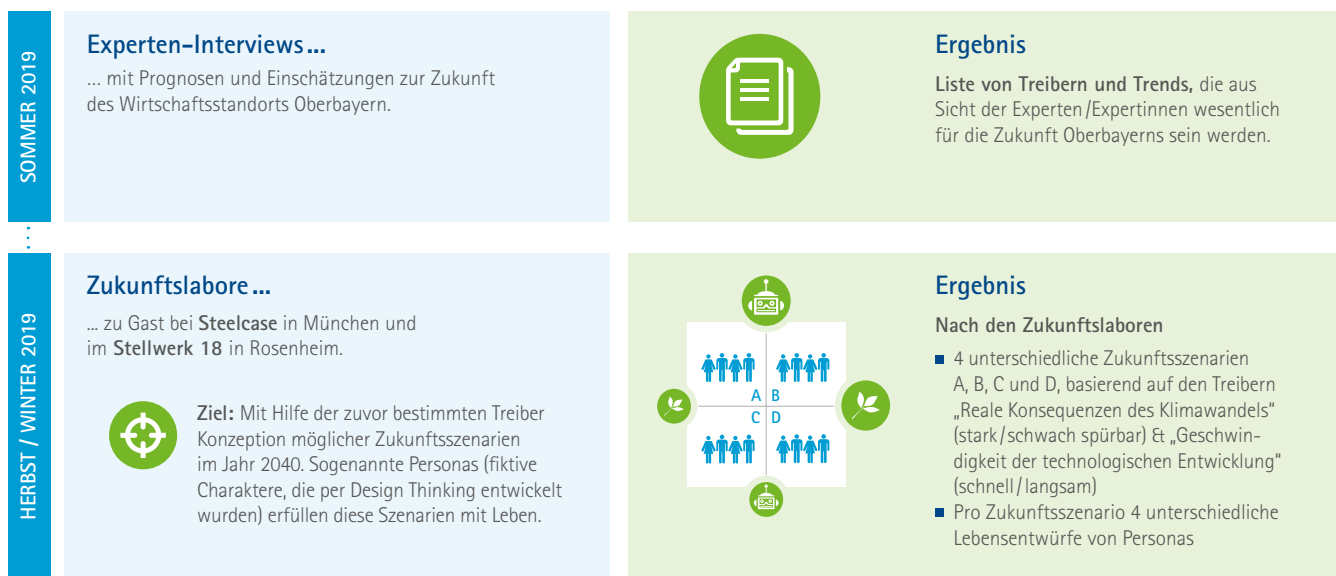 SOMMER 2019
Experten-Interviews ...
... mit Prognosen und Einschätzungen zur Zukunft
des Wirtschaftsstandorts Oberbayern.
Ergebnis
Liste von Treibern und Trends, die aus
Sicht der Experten/Expertinnen wesentlich
für die Zukunft Oberbayerns sein werden.
HERBST / WINTER 2019
Zukunftslabore ...
... zu Gast bei Steelcase in München und
im Stellwerk 18 in Rosenheim.
Ziel: Mit Hilfe der zuvor bestimmten Treiber
Konzeption möglicher Zukunftsszenarien
im Jahr 2040. Sogenannte Personas (fiktive
Charaktere, die per Design Thinking entwickelt
wurden) erfüllen diese Szenarien mit Leben.
A B
C D
Ergebnis
Nach den Zukunftslaboren
4 unterschiedliche Zukunftsszenarien
A, B, C und D, basierend auf den Treibern
„Reale Konsequenzen des Klimawandels"
(stark/schwach spürbar) & „Geschwin-
digkeit der technologischen Entwicklung"
(schnell/langsam)
Pro Zukunftsszenario 4 unterschiedliche
Lebensentwürfe von Personas